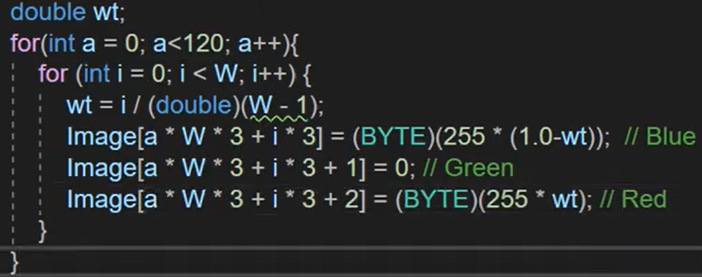 double wt;
for(int a = 0; a<120; a++){
for (int i = 0; i < W; i++) {
wt = i / (double)(W - 1);
Image[a * W * 3 + i * 3] = (BYTE)(255 * (1.0-wt)); // Blue
Image[a * W * 3 + i * 3 + 1] = 0; // Green
Image[a * W * 3 + i * 3 + 2] = (BYTE)(255 * wt); // Red
}
}